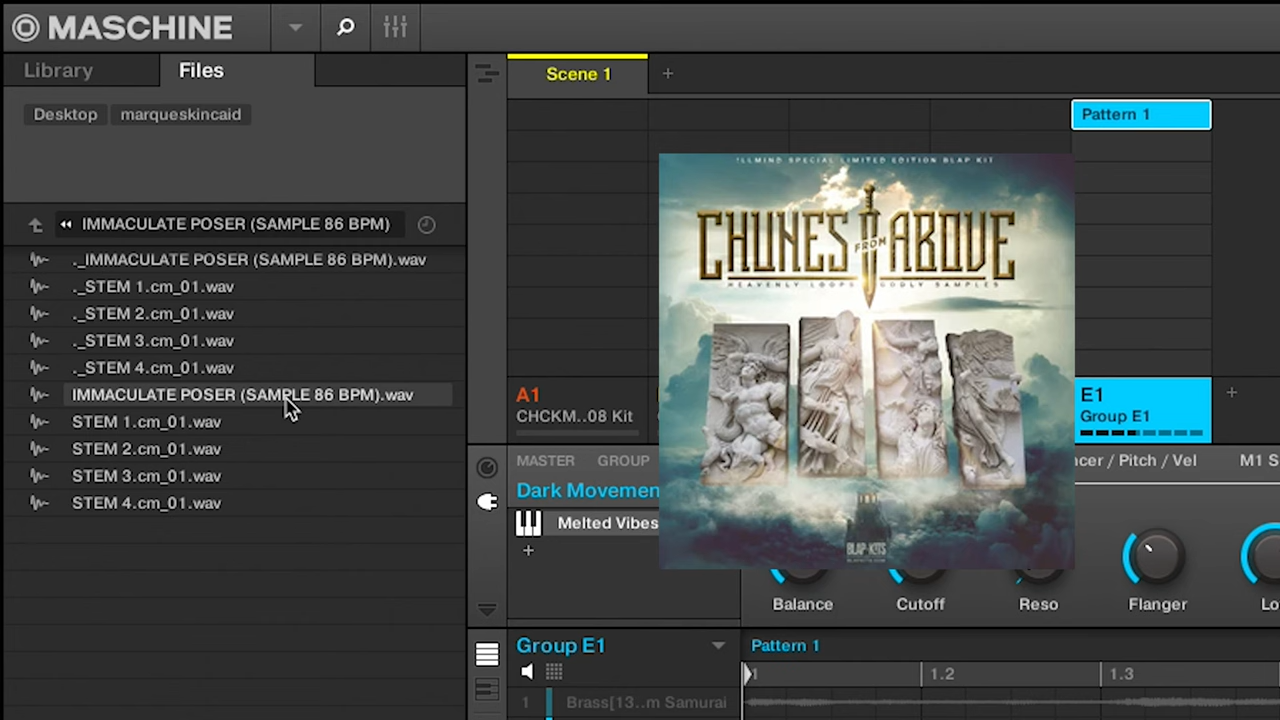 MASCHINE
Library
Files
Scene 1
+
Desktop
marqueskincaid
Pattern 1
IMMACULATE POSER (SAMPLE 86 BPM)
._IMMACULATE POSER (SAMPLE 86 BPM).wav
._STEM 1.cm_01.wav
._STEM 2.cm_01.wav
._STEM 3.cm_01.wav
._STEM 4.cm_01.wav
IMMACULATE POSER (SAMPLE 86 BPM).wav
STEM 1.cm_01.wav
STEM 2.cm_01.wav
STEM 3.cm_01.wav
STEM 4.cm_01.wav
!LLMIND SPECIAL LIMITED EDITION BLAP KIT
CHUNES FROM ABOVE
HEAVENLY LOOPS GODLY SAMPLES
BLAP-KITS
A1
CHCKM..08 Kit
E1
Group E1
+
MASTER
GROUP
ncer / Pitch / Vel
M1 S
Dark Movemen
Melted Vibes
+
Balance
Cutoff
Reso
Flanger
Lo
Group E1
Pattern 1
1
1.2
1.3
1
Brass[13..m Samurai